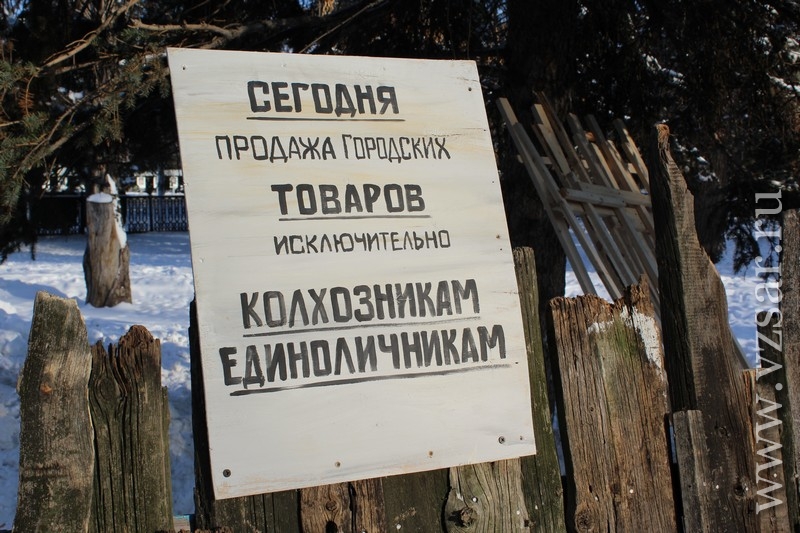 СЕГОДНЯ
ПРОДАЖА ГОРОДСКИХ
ТОВАРОВ
ИСКЛЮЧИТЕЛЬНО
КОЛХОЗНИКАМ
ЕДИНОЛИЧНИКАМ
www.vzsar.ru